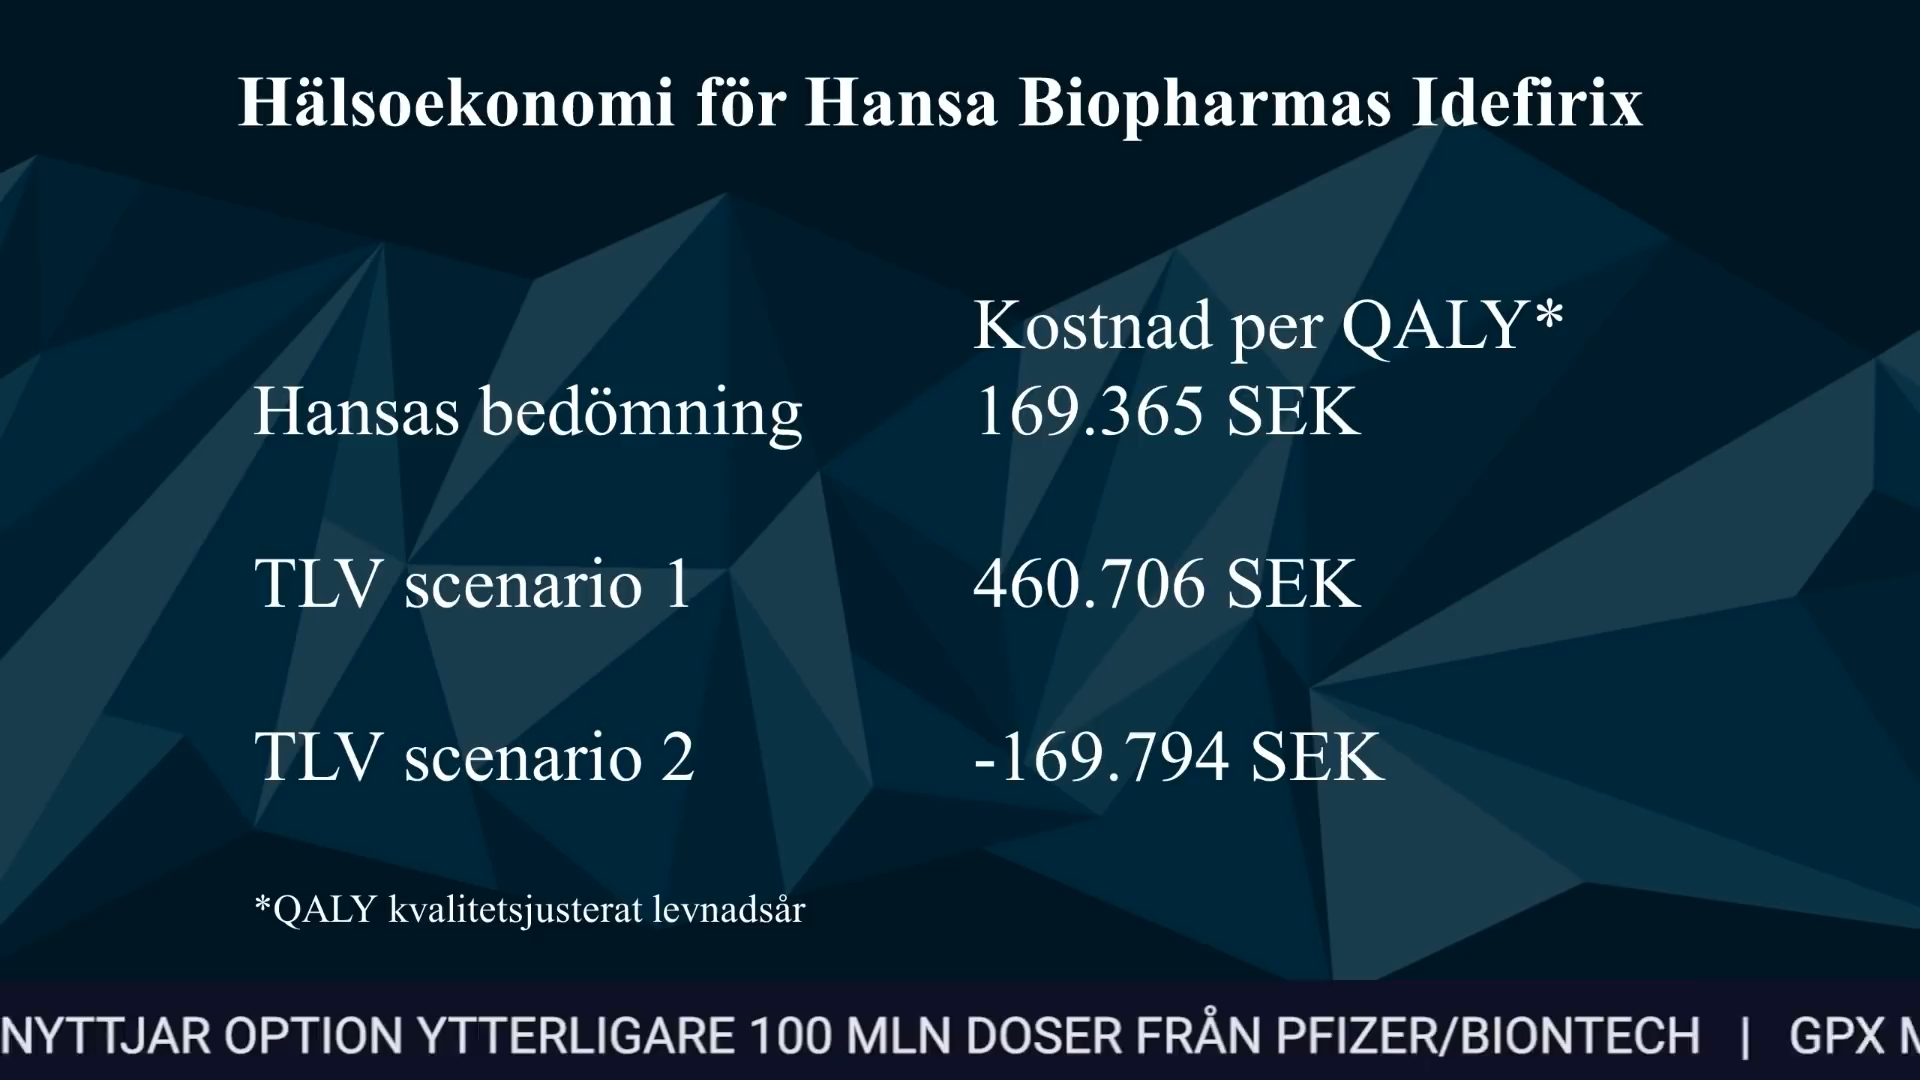 Hälsoekonomi för Hansa Biopharmas Idefirix
Kostnad per QALY*
Hansas bedömning 169.365 SEK
TLV scenario 1 460.706 SEK
TLV scenario 2 -169.794 SEK
*QALY kvalitetsjusterat levnadsår
NYTTJAR OPTION YTTERLIGARE 100 MLN DOSER FRÅN PFIZER/BIONTECH | GPX